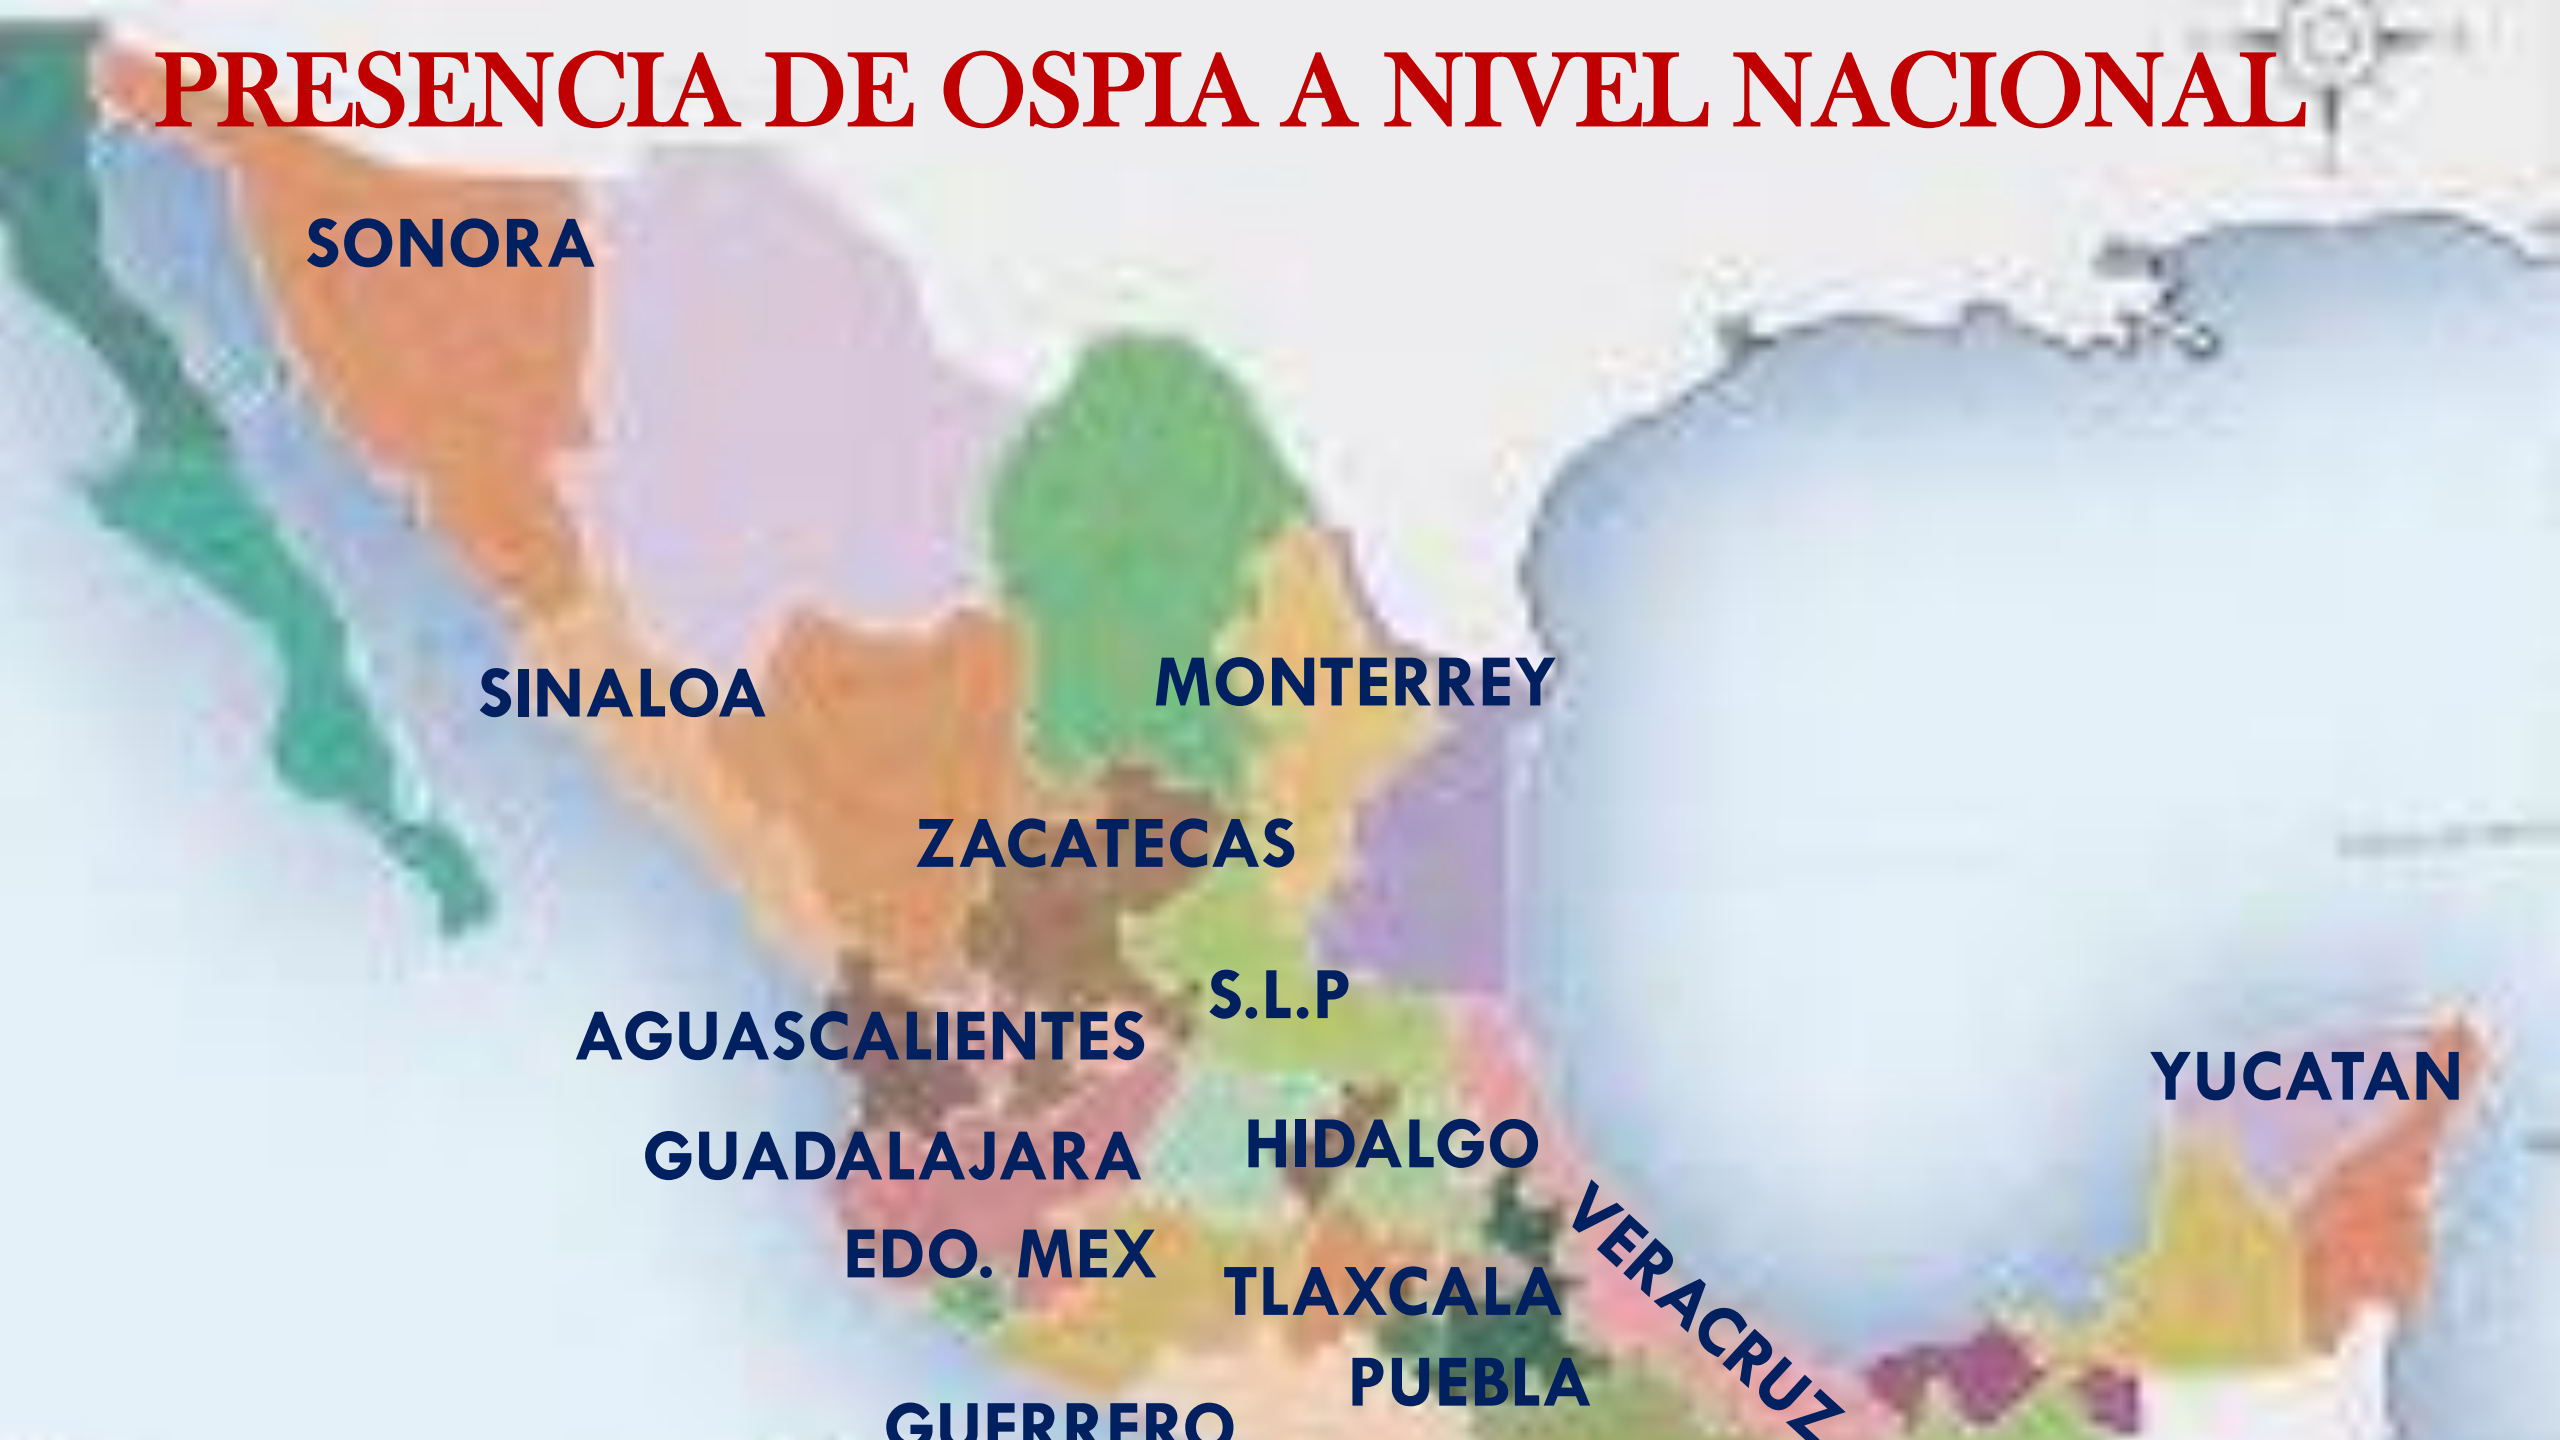 PRESENCIA DE OSPIA A NIVEL NACIONAL
SONORA
SINALOA
MONTERREY
ZACATECAS
S.L.P
AGUASCALIENTES
YUCATAN
HIDALGO
GUADALAJARA
EDO. MEX
TLAXCALA
VERACRUZ
PUEBLA
GUERRERO